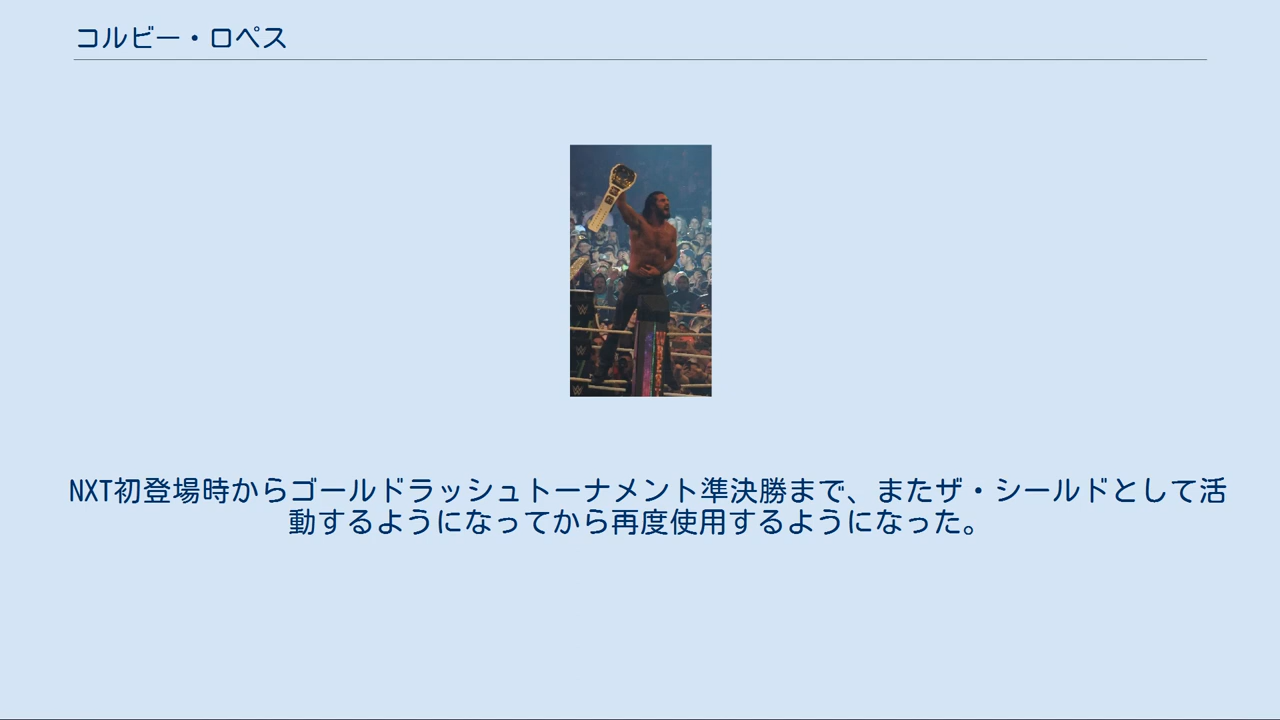 コルビー・ロペス
NXT初登場時からゴールドラッシュトーナメント準決勝まで、またザ・シールドとして活
動するようになってから再度使用するようになった。